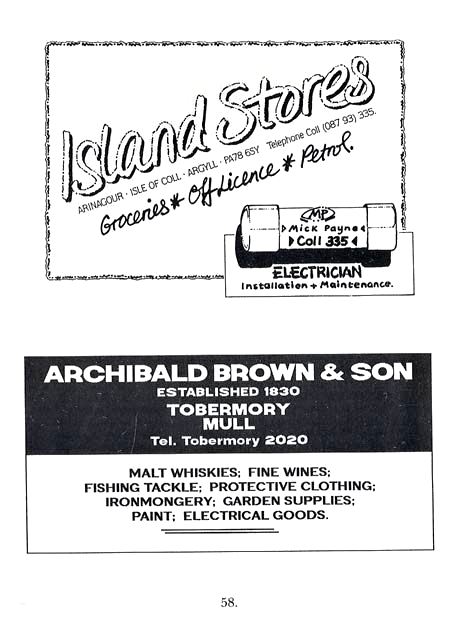 Island Stores
ARINAGOUR · ISLE OF COLL · ARGYLL · PA78 6SY Telephone Coll (087 93) 335.
Groceries * Off Licence * Petrol.
MP
Mick Payne
Coll 335
ELECTRICIAN
Installation + Maintenance.
ARCHIBALD BROWN & SON
ESTABLISHED 1830
TOBERMORY
MULL
Tel. Tobermory 2020
MALT WHISKIES; FINE WINES;
FISHING TACKLE; PROTECTIVE CLOTHING;
IRONMONGERY; GARDEN SUPPLIES;
PAINT; ELECTRICAL GOODS.
58.